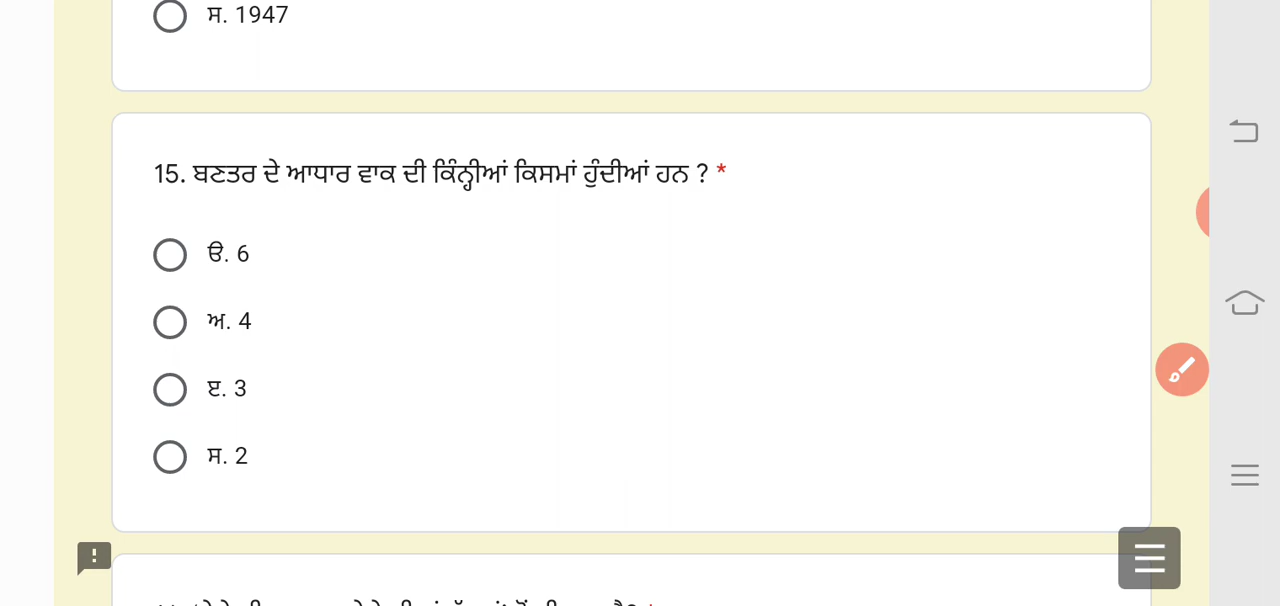 ਸ. 1947
15. ਬਣਤਰ ਦੇ ਆਧਾਰ ਵਾਕ ਦੀ ਕਿੰਨ੍ਹੀਆਂ ਕਿਸਮਾਂ ਹੁੰਦੀਆਂ ਹਨ ? *
ੳ. 6
ਅ. 4
ੲ. 3
ਸ. 2